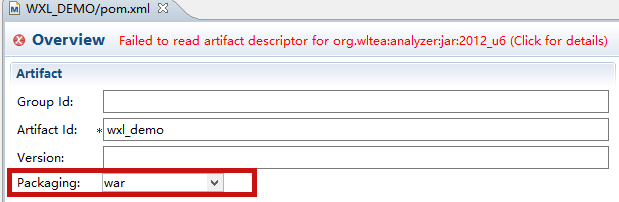 WXL_DEMO/pom.xml
Overview Failed to read artifact descriptor for org.wltea:analyzer:jar:2012_u6 (Click for details)
Artifact
Group Id:
Artifact Id: * wxl_demo
Version:
Packaging: war